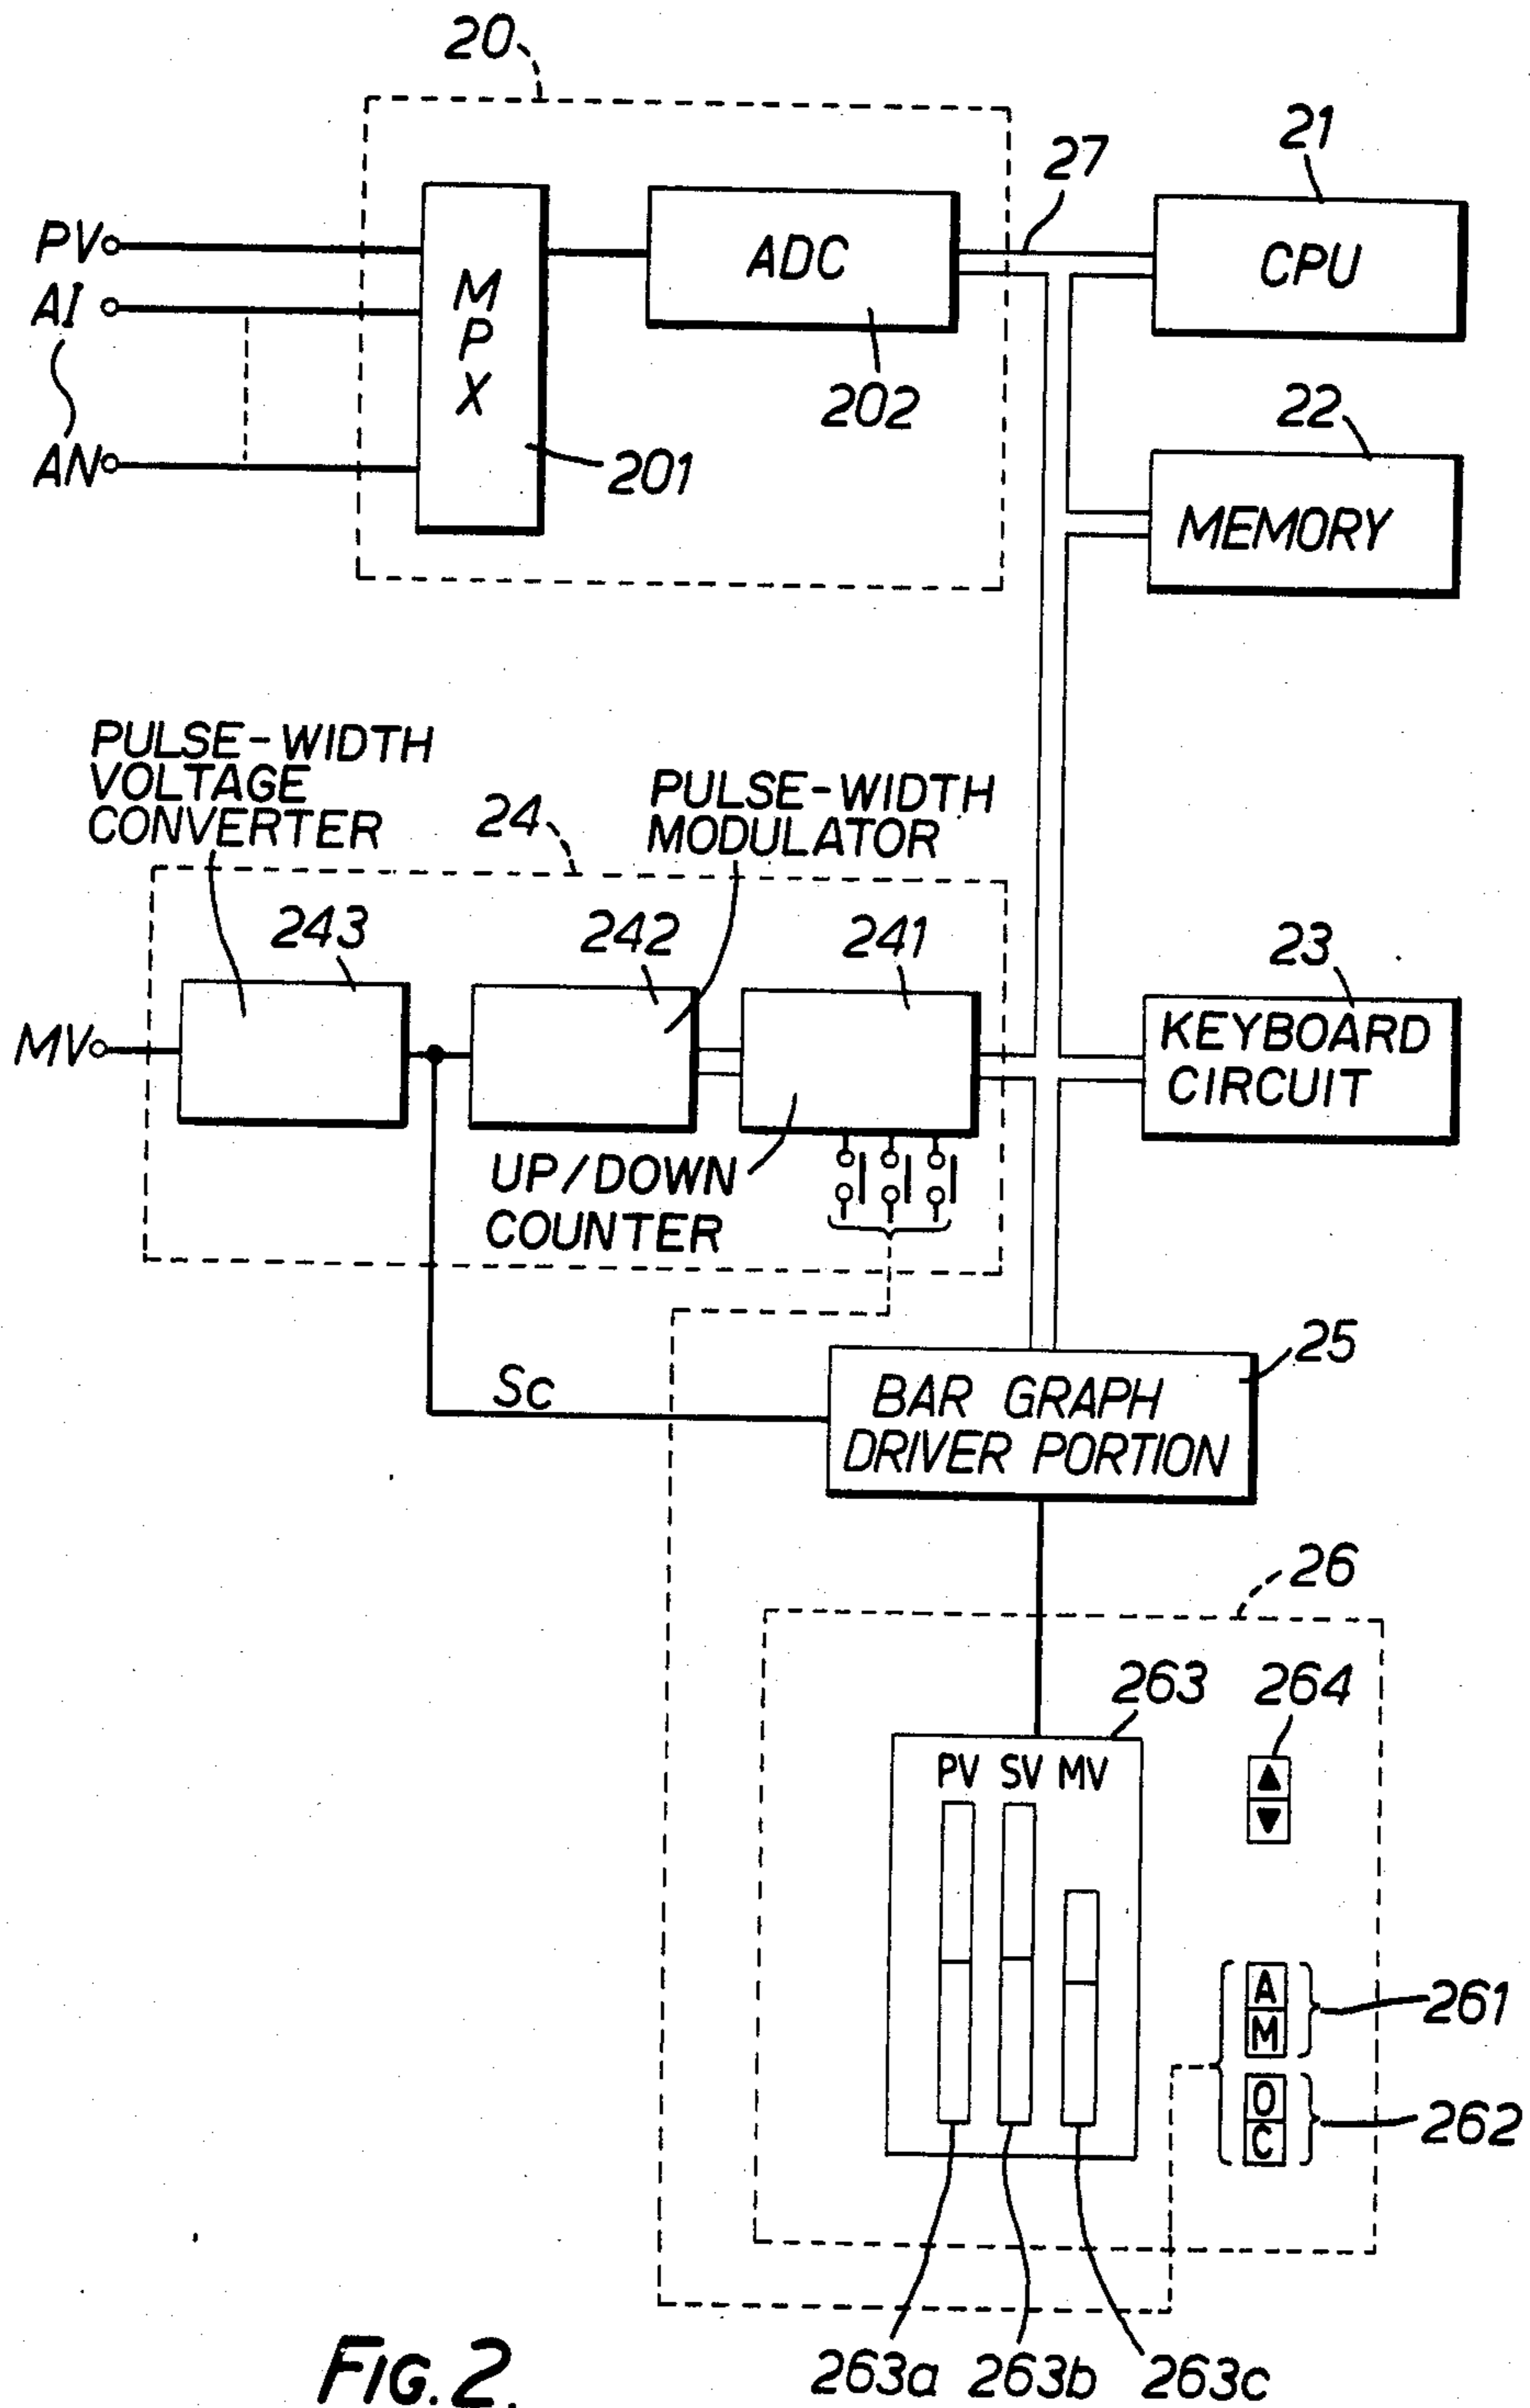 20
21
27
PV
AI
AN
M
P
X
ADC
CPU
202
201
22
MEMORY
PULSE-WIDTH
VOLTAGE
CONVERTER
24
PULSE-WIDTH
MODULATOR
243
242
241
23
MV
KEYBOARD
CIRCUIT
UP/DOWN
COUNTER
Sc
25
BAR GRAPH
DRIVER PORTION
26
263
264
PV SV MV
▲
▼
A
M
261
O
C
262
263a 263b 263c
FIG. 2.